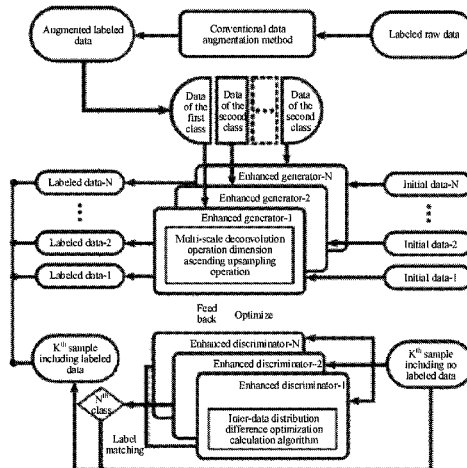 Augmented labeled
data
Conventional data
augmentation method
Labeled raw data
Data of
the first
class
Data
of the
second
class
Data
of the
second
class
Enhanced generator-N
Enhanced generator-2
Enhanced generator-1
Multi-scale deconvolution
operation dimension
ascending upsampling
operation
Labeled data-N
Labeled data-2
Labeled data-1
Initial data-N
Initial data-2
Initial data-1
Feed
back
Optimize
Enhanced discriminator-N
Enhanced discriminator-2
Enhanced discriminator-1
Inter-data distribution
difference optimization
calculation algorithm
Kth sample
including labeled
data
Nth
class
Label
matching
Kth sample
including no
labeled data